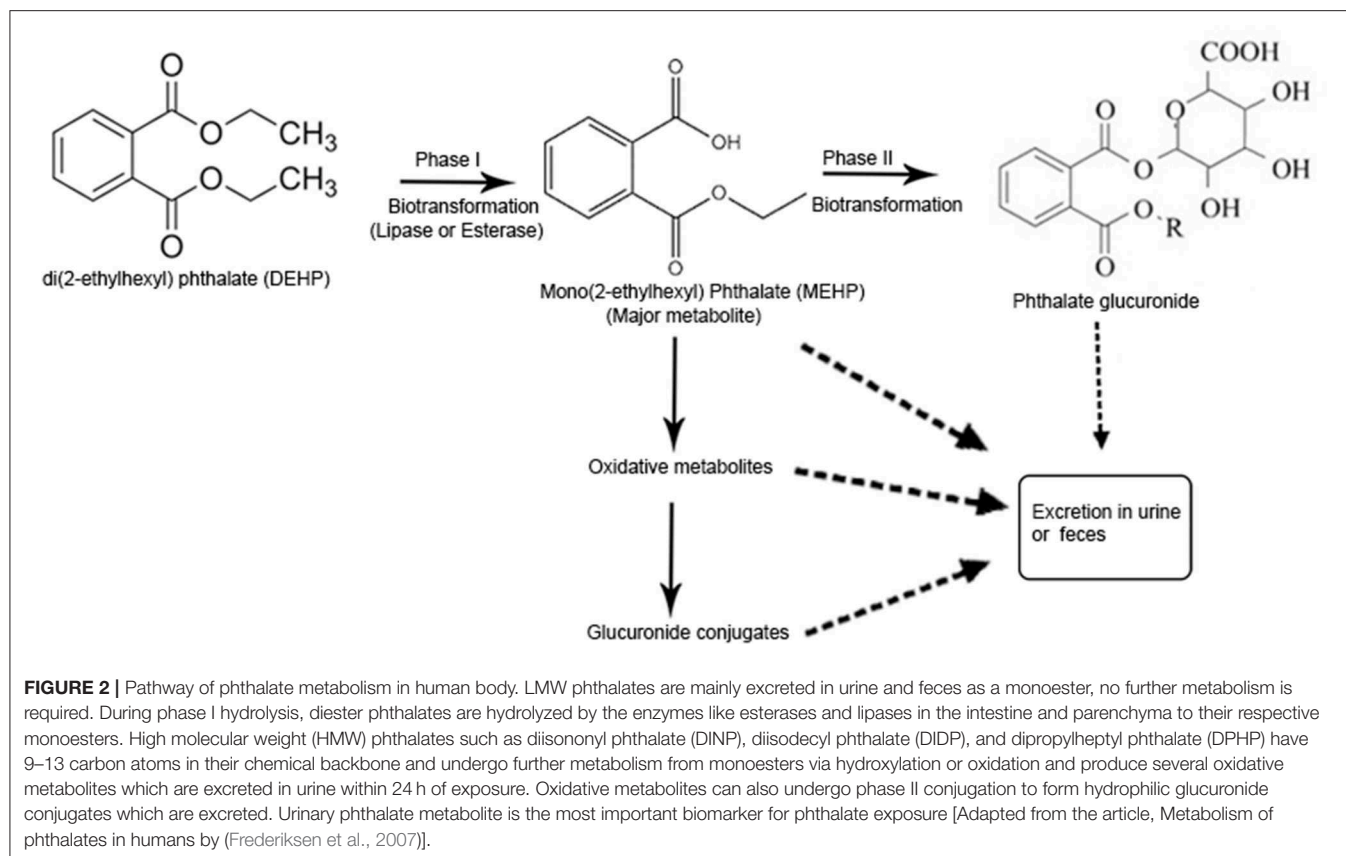 O
O
CH3
O
CH3
O
di(2-ethylhexyl) phthalate (DEHP)
Phase I
Biotransformation
(Lipase or Esterase)
O
OH
O
O
Mono(2-ethylhexyl) Phthalate (MEHP)
(Major metabolite)
Phase II
Biotransformation
COOH
O
OH
O
O
OH
O
OH
R
O
Phthalate glucuronide
Oxidative metabolites
Excretion in urine
or feces
Glucuronide conjugates
FIGURE 2 | Pathway of phthalate metabolism in human body. LMW phthalates are mainly excreted in urine and feces as a monoester, no further metabolism is
required. During phase I hydrolysis, diester phthalates are hydrolyzed by the enzymes like esterases and lipases in the intestine and parenchyma to their respective
monoesters. High molecular weight (HMW) phthalates such as diisononyl phthalate (DINP), diisodecyl phthalate (DIDP), and dipropylheptyl phthalate (DPHP) have
9–13 carbon atoms in their chemical backbone and undergo further metabolism from monoesters via hydroxylation or oxidation and produce several oxidative
metabolites which are excreted in urine within 24 h of exposure. Oxidative metabolites can also undergo phase II conjugation to form hydrophilic glucuronide
conjugates which are excreted. Urinary phthalate metabolite is the most important biomarker for phthalate exposure [Adapted from the article, Metabolism of
phthalates in humans by (Frederiksen et al., 2007)].